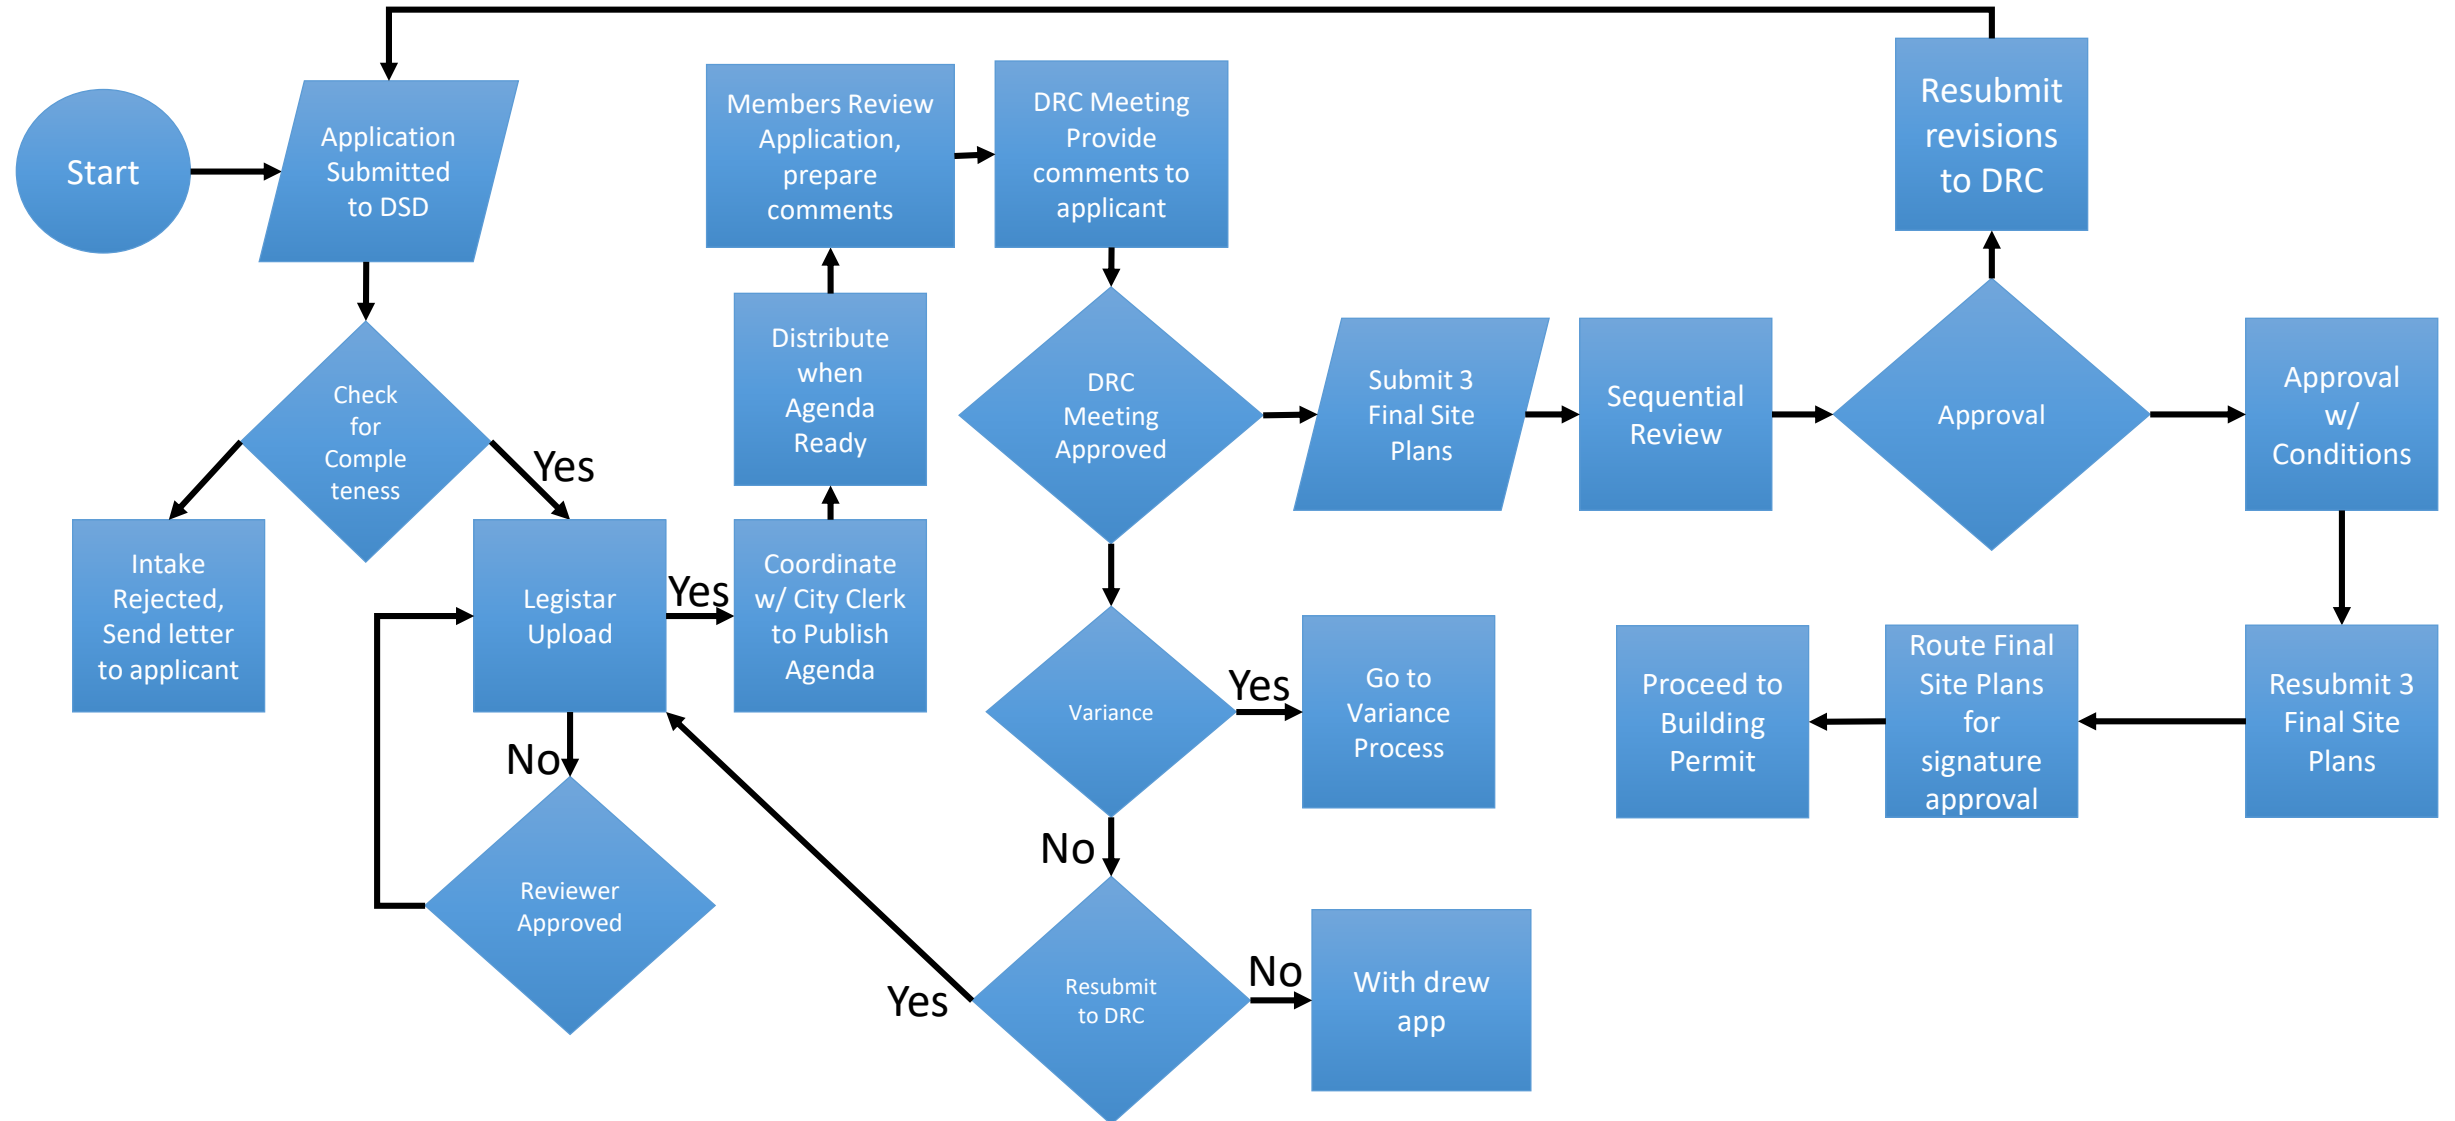 Start
Application
Submitted
to DSD
Members Review
Application,
prepare
comments
DRC Meeting
Provide
comments to
applicant
Resubmit
revisions
to DRC
Check
for
Comple
teness
Yes
Intake
Rejected,
Send letter
to applicant
Legistar
Upload
Yes
No
Reviewer
Approved
Distribute
when
Agenda
Ready
Coordinate
w/ City Clerk
to Publish
Agenda
DRC
Meeting
Approved
Submit 3
Final Site
Plans
Sequential
Review
Approval
Approval
w/
Conditions
Variance
Yes
Go to
Variance
Process
No
Resubmit
to DRC
Yes
No
With drew
app
Proceed to
Building
Permit
Route Final
Site Plans
for
signature
approval
Resubmit 3
Final Site
Plans